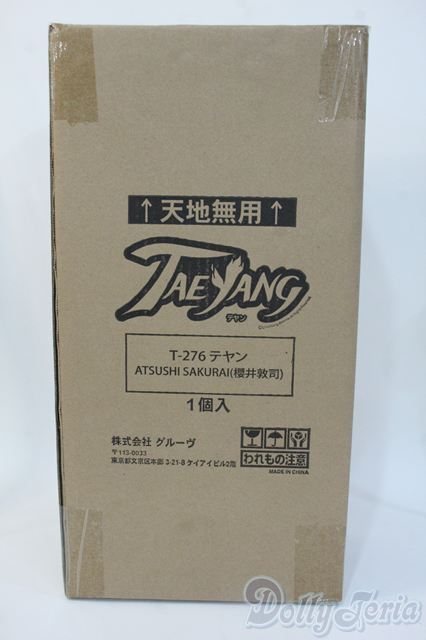 ↑天地無用↑
TAEYANG
テヤン
T-276 テヤン
ATSUSHI SAKURAI(櫻井敦司)
1個入
株式会社 グルーヴ
〒113-0033
東京都文京区本郷 3-21-8 ケイアイビル2階
われもの注意
MADE IN CHINA
DollyTeria